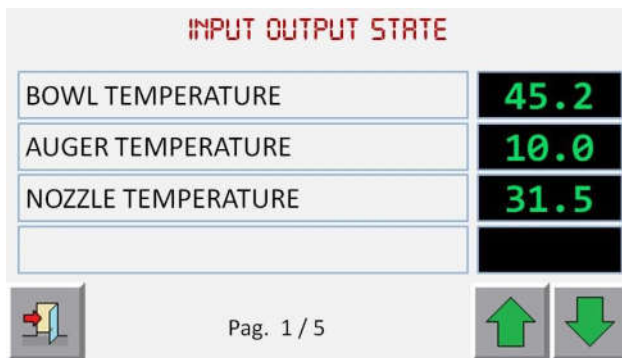 INPUT OUTPUT STATE
BOWL TEMPERATURE 45.2
AUGER TEMPERATURE 10.0
NOZZLE TEMPERATURE 31.5
Pag. 1 / 5